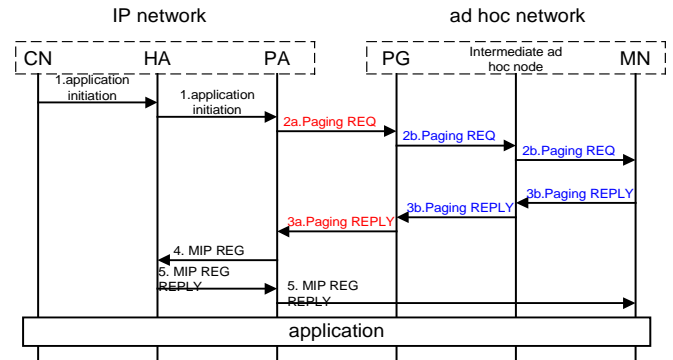 IP network
ad hoc network
CN
HA
PA
PG
Intermediate ad
hoc node
MN
1.application
initiation
1.application
initiation
2a.Paging REQ
2b.Paging REQ
2b.Paging REQ
3b.Paging REPLY
3b.Paging REPLY
3a.Paging REPLY
4. MIP REG
5. MIP REG
REPLY
5. MIP REG
REPLY
application